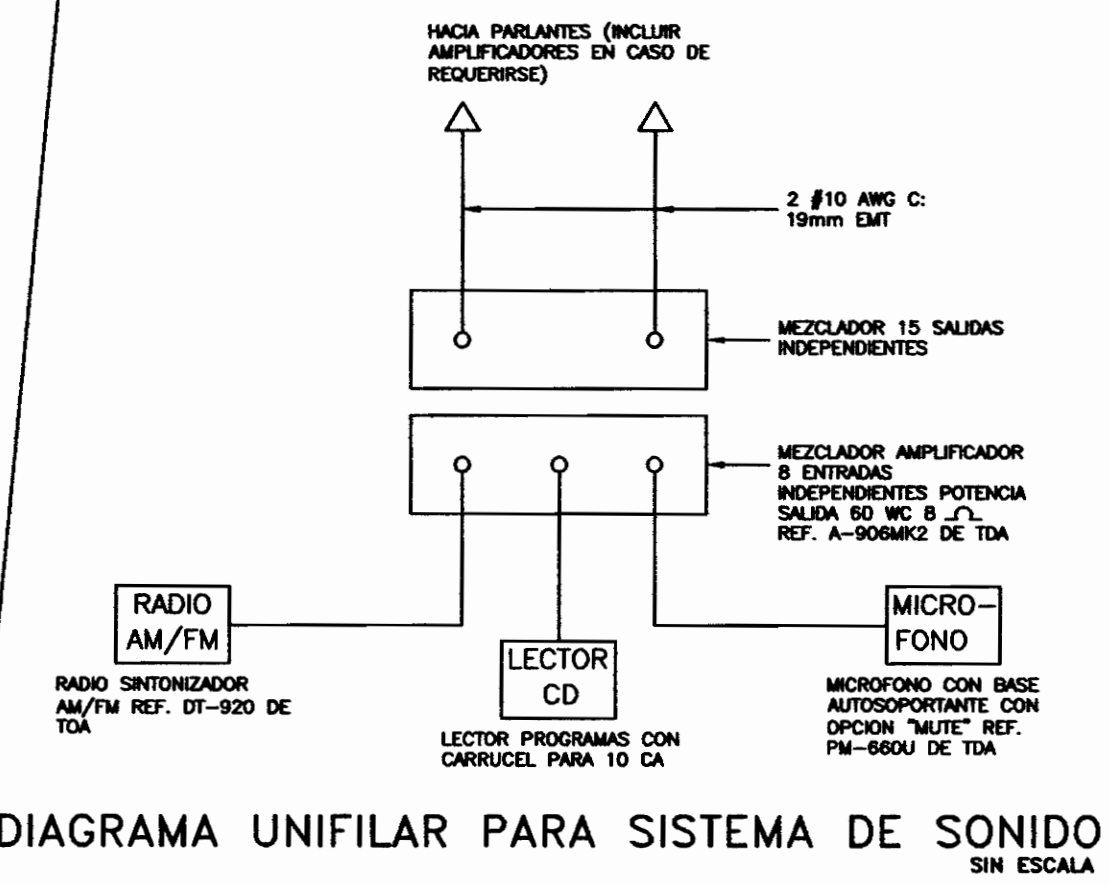 HACIA PARLANTES (INCLUIR
AMPLIFICADORES EN CASO DE
REQUERIRSE)
2 #10 AWG C:
19mm EMT
MEZCLADOR 15 SALIDAS
INDEPENDIENTES
MEZCLADOR AMPLIFICADOR
8 ENTRADAS
INDEPENDIENTES POTENCIA
SALIDA 60 WC 8 Ω
REF. A-906MK2 DE TDA
RADIO
AM/FM
RADIO SINTONIZADOR
AM/FM REF. DT-920 DE
TOA
LECTOR
CD
LECTOR PROGRAMAS CON
CARRUCEL PARA 10 CA
MICRO-
FONO
MICROFONO CON BASE
AUTOSOPORTANTE CON
OPCION "MUTE" REF.
PM-660U DE TDA
DIAGRAMA UNIFILAR PARA SISTEMA DE SONIDO
SIN ESCALA